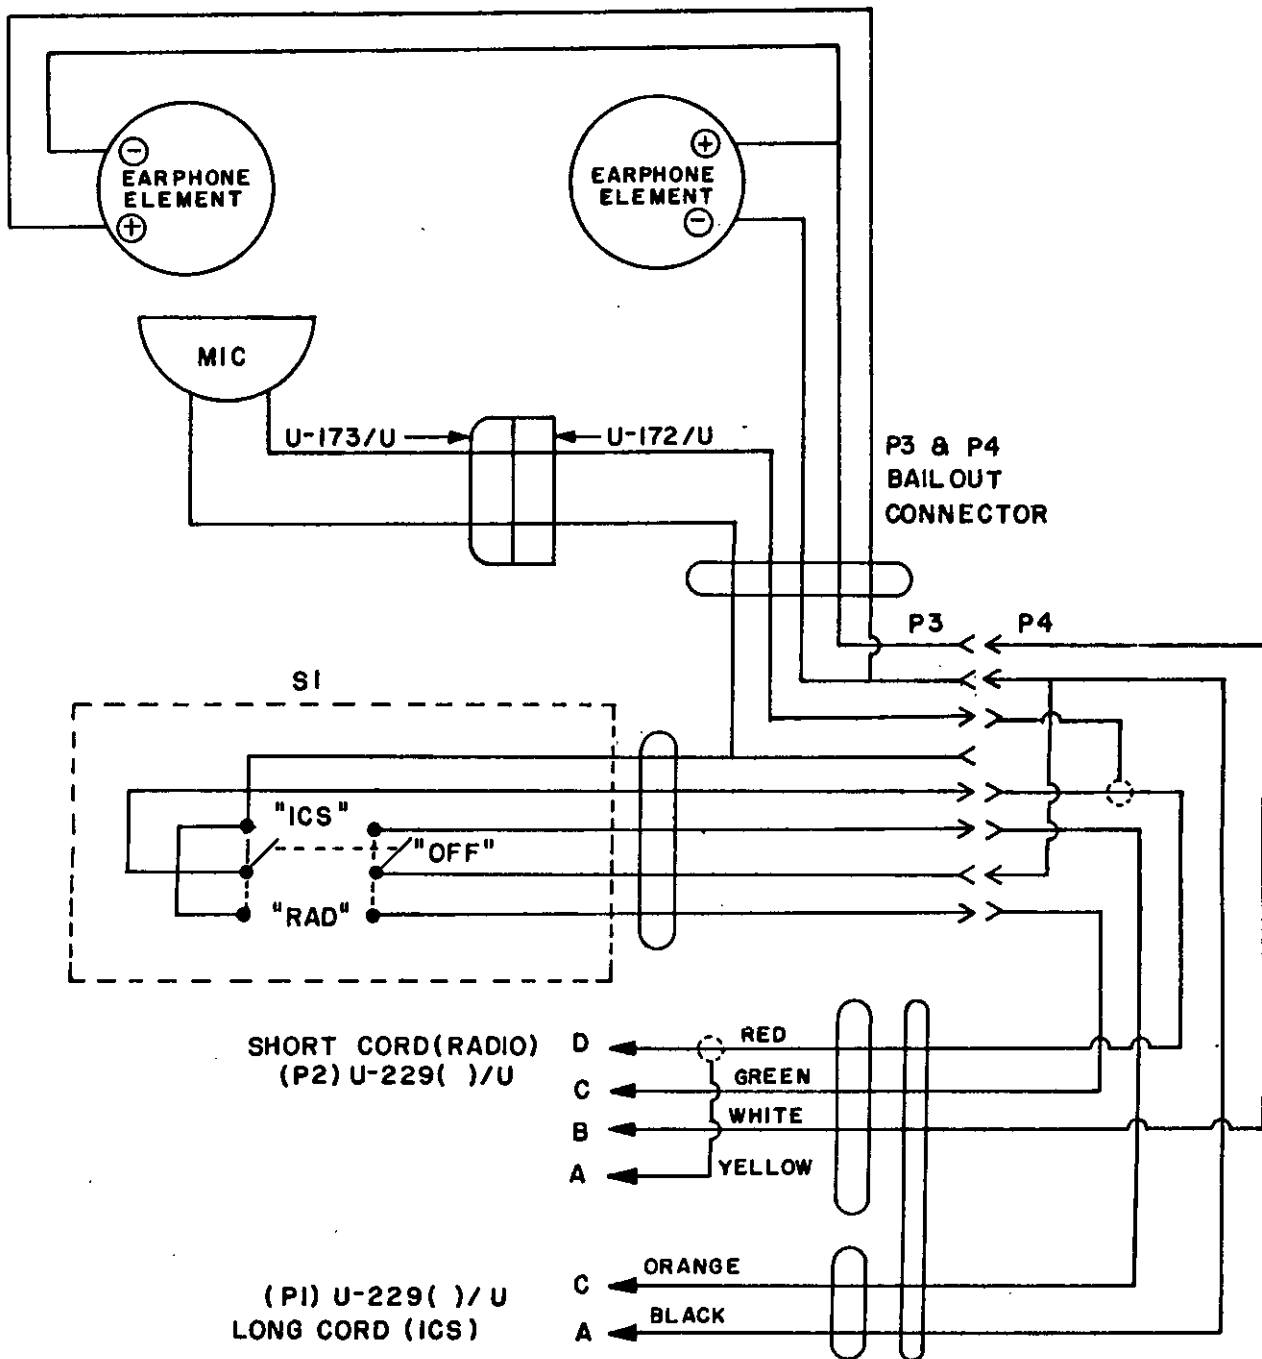 −
EARPHONE
ELEMENT
+
+
EARPHONE
ELEMENT
−
MIC
U-173/U
U-172/U
P3 & P4
BAILOUT
CONNECTOR
P3
P4
S1
"ICS"
"OFF"
"RAD"
SHORT CORD(RADIO)
(P2) U-229( )/U
D
RED
C
GREEN
B
WHITE
A
YELLOW
(P1) U-229( )/U
LONG CORD (ICS)
C
ORANGE
A
BLACK